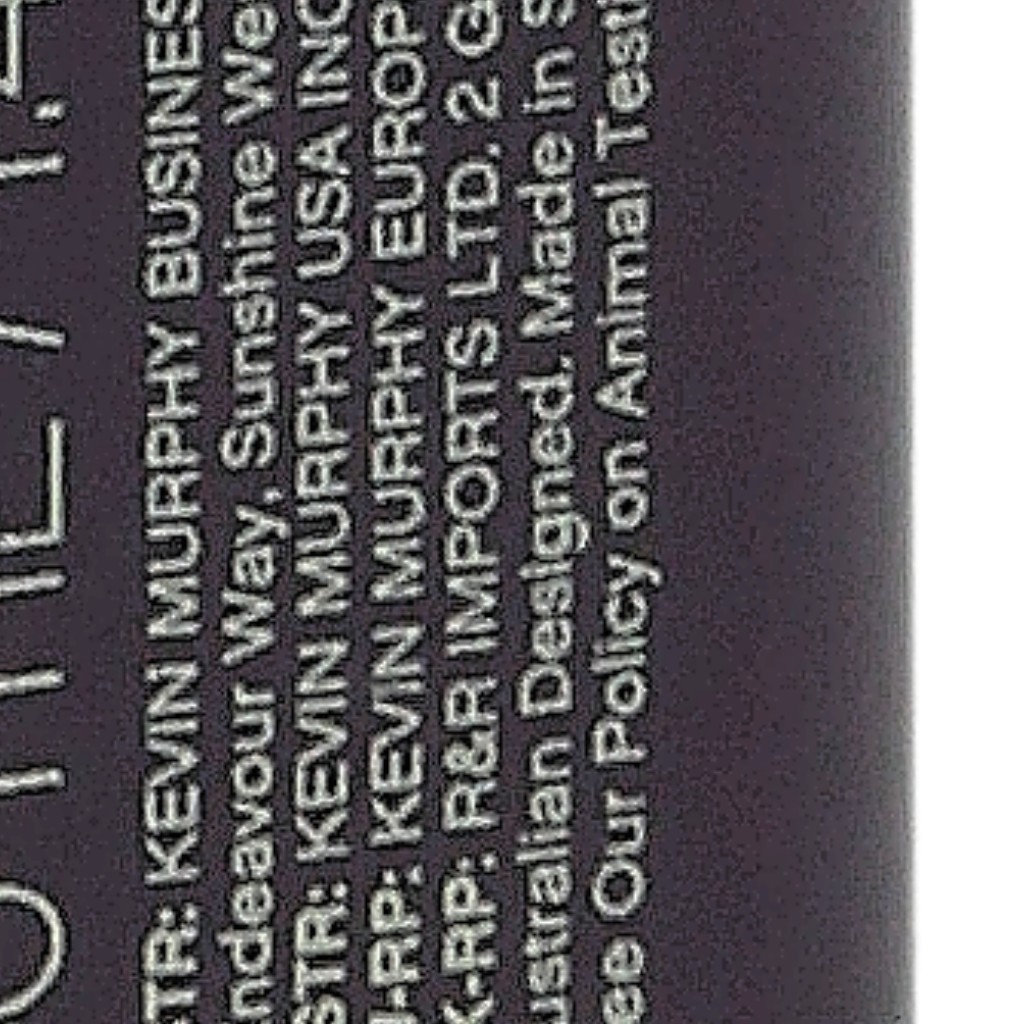 TR: KEVIN MURPHY BUSINES
ndeavour Way, Sunshine We
STR: KEVIN MURPHY USA INC
-RP: KEVIN MURPHY EUROP
K-RP: R&R IMPORTS LTD, 2 G
ustralian Designed. Made in S
ee Our Policy on Animal Testi